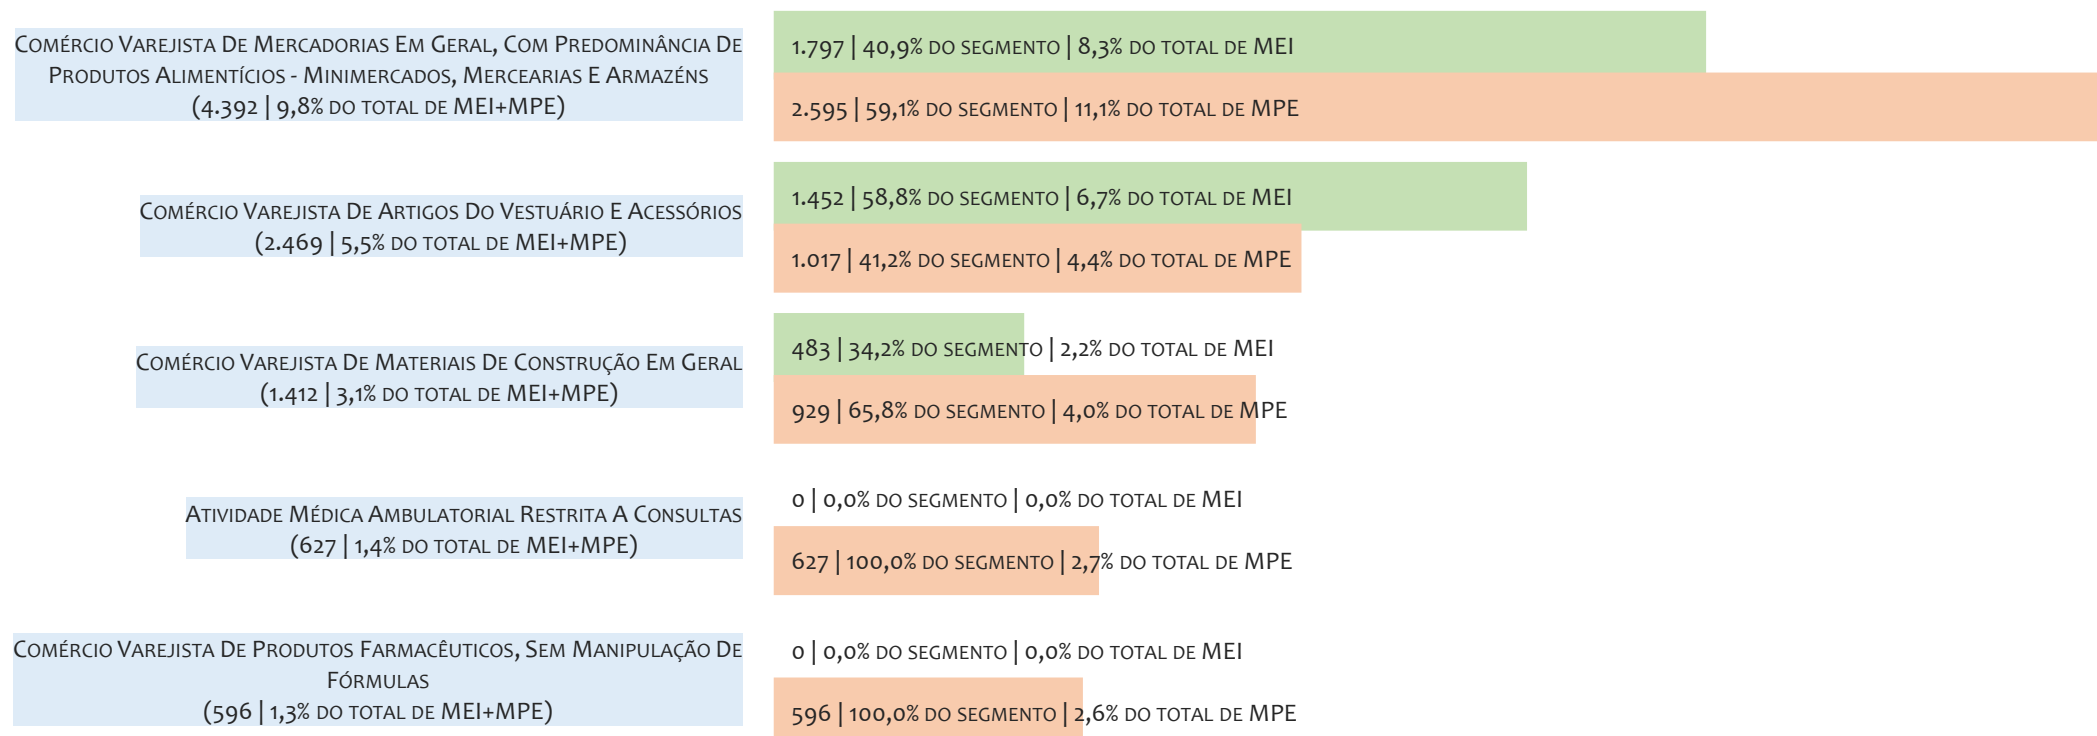 Comércio Varejista De Mercadorias Em Geral, Com Predominância De
Produtos Alimentícios - Minimercados, Mercearias E Armazéns
(4.392 | 9,8% do total de MEI+MPE)
1.797 | 40,9% do segmento | 8,3% do total de MEI
2.595 | 59,1% do segmento | 11,1% do total de MPE
Comércio Varejista De Artigos Do Vestuário E Acessórios
(2.469 | 5,5% do total de MEI+MPE)
1.452 | 58,8% do segmento | 6,7% do total de MEI
1.017 | 41,2% do segmento | 4,4% do total de MPE
Comércio Varejista De Materiais De Construção Em Geral
(1.412 | 3,1% do total de MEI+MPE)
483 | 34,2% do segmento | 2,2% do total de MEI
929 | 65,8% do segmento | 4,0% do total de MPE
Atividade Médica Ambulatorial Restrita A Consultas
(627 | 1,4% do total de MEI+MPE)
0 | 0,0% do segmento | 0,0% do total de MEI
627 | 100,0% do segmento | 2,7% do total de MPE
Comércio Varejista De Produtos Farmacêuticos, Sem Manipulação De
Fórmulas
(596 | 1,3% do total de MEI+MPE)
0 | 0,0% do segmento | 0,0% do total de MEI
596 | 100,0% do segmento | 2,6% do total de MPE